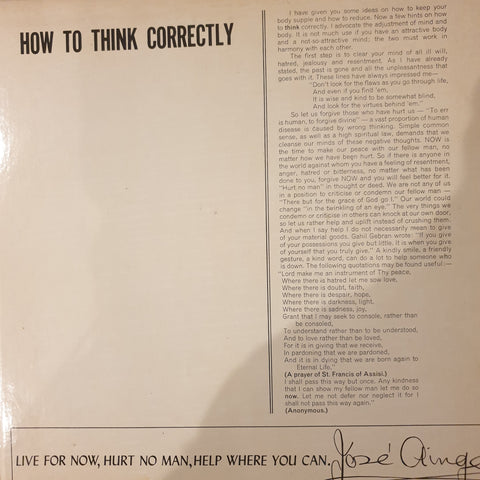 HOW TO THINK CORRECTLY
I have given you some ideas on how to keep your
body supple and how to reduce. Now a few hints on how
to think correctly. I advocate the adjustment of mind and
body. It is not much use if you have an attractive body
and a not-so-attractive mind; the two must work in
harmony with each other.
The first step is to clear your mind of all ill will,
hatred, jealousy and resentment. As I have already
stated, the past is gone and all the unpleasantness that
goes with it. These lines have always impressed me—
"Don't look for the flaws as you go through life,
And even if you find 'em,
It is wise and kind to be somewhat blind,
And look for the virtues behind 'em."
So let us forgive those who have hurt us — "To err
is human, to forgive divine" — a vast proportion of human
disease is caused by wrong thinking. Simple common
sense, as well as a high spiritual law, demands that we
cleanse our minds of these negative thoughts. NOW is
the time to make our peace with our fellow man, no
matter how we have been hurt. So if there is anyone in
the world against whom you have a feeling of resentment,
anger, hatred or bitterness, no matter what has been
done to you, forgive NOW and you will feel better for it.
"Hurt no man" in thought or deed. We are not any of us
in a position to criticise or condemn our fellow man —
"There but for the grace of God go I." Our world could
change "in the twinkling of an eye." The very things we
condemn or criticise in others can knock at our own door,
so let us rather help and uplift instead of crushing them.
And when I say help I do not necessarily mean to give
of your material goods. Gahil Gebran wrote: "If you give
of your possessions you give but little. It is when you give
of yourself that you truly give." A kindly smile, a friendly
gesture, a kind word, can do a lot to help someone who
is down. The following quotations may be found useful:—
"Lord make me an instrument of Thy peace,
Where there is hatred let me sow love,
Where there is doubt, faith,
Where there is despair, hope,
Where there is darkness, light.
Where there is sadness, joy,
Grant that I may seek to console, rather than
be consoled,
To understand rather than to be understood,
And to love rather than be loved,
For it is in giving that we receive,
In pardoning that we are pardoned,
And it is in dying that we are born again to
Eternal Life."
(A prayer of St. Francis of Assisi.)
I shall pass this way but once. Any kindness
that I can show my fellow man let me do so
now. Let me not defer nor neglect it for I
shall not pass this way again."
(Anonymous.)
LIVE FOR NOW, HURT NO MAN, HELP WHERE YOU CAN. José